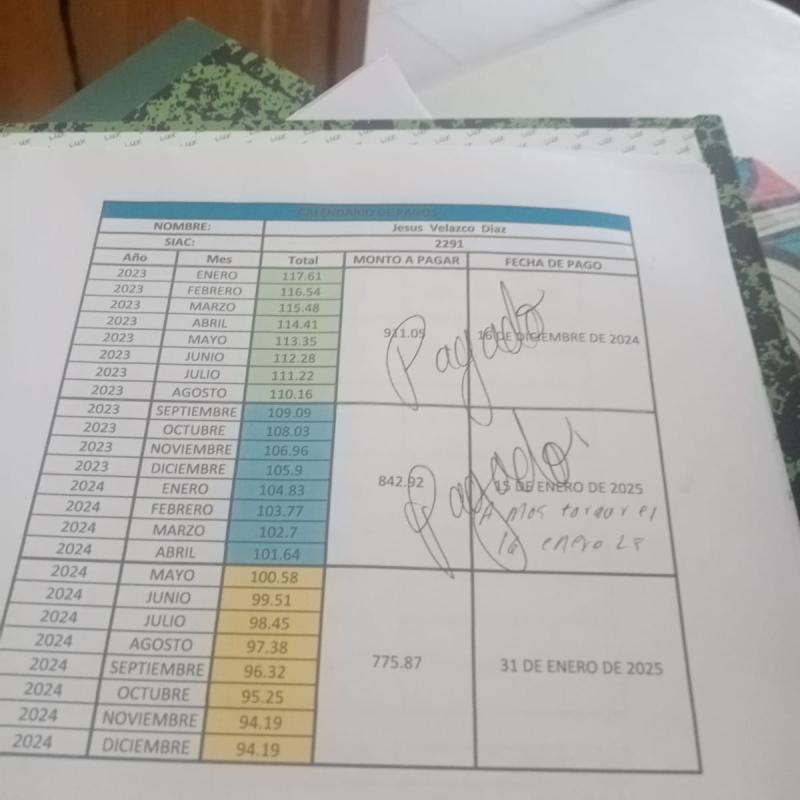 CALENDARIO DE PAGOS
NOMBRE: Jesus Velazco Diaz
SIAC: 2291
Año Mes Total MONTO A PAGAR FECHA DE PAGO
2023 ENERO 117.61
2023 FEBRERO 116.54
2023 MARZO 115.48
2023 ABRIL 114.41
911.05 16 DE DICIEMBRE DE 2024
Pagado
2023 MAYO 113.35
2023 JUNIO 112.28
2023 JULIO 111.22
2023 AGOSTO 110.16
2023 SEPTIEMBRE 109.09
2023 OCTUBRE 108.03
2023 NOVIEMBRE 106.96
2023 DICIEMBRE 105.9
842.92 15 DE ENERO DE 2025
Pagado
A mas tardar el
16 enero 25
2024 ENERO 104.83
2024 FEBRERO 103.77
2024 MARZO 102.7
2024 ABRIL 101.64
2024 MAYO 100.58
2024 JUNIO 99.51
2024 JULIO 98.45
2024 AGOSTO 97.38
775.87 31 DE ENERO DE 2025
2024 SEPTIEMBRE 96.32
2024 OCTUBRE 95.25
2024 NOVIEMBRE 94.19
2024 DICIEMBRE 94.19